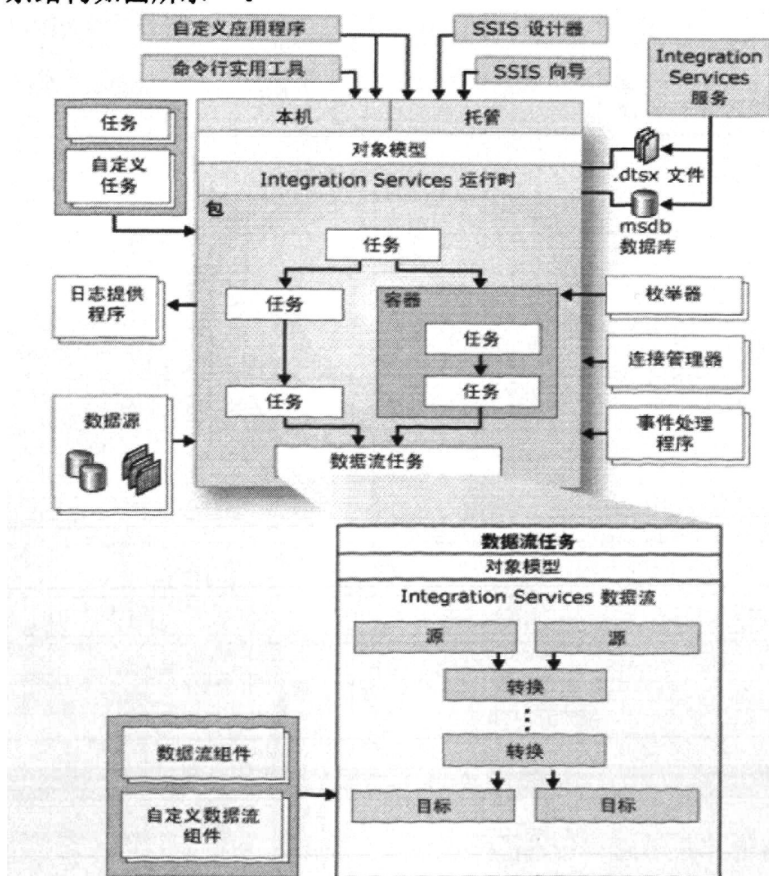 自定义应用程序
SSIS 设计器
命令行实用工具
SSIS 向导
Integration
Services
服务
任务
自定义
任务
本机
托管
对象模型
Integration Services 运行时
.dtsx 文件
msdb
数据库
包
任务
日志提供
程序
任务
容器
任务
任务
任务
枚举器
连接管理器
事件处理
程序
数据源
数据流任务
数据流任务
对象模型
Integration Services 数据流
源
源
转换
转换
目标
目标
数据流组件
自定义数据流
组件